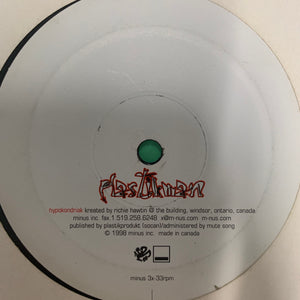 plastikman
hypokondriak kreated by richie hawtin @ the building, windsor, ontario, canada
minus inc. fax.1 519.258.6248 x@m-nus.com m-nus.com
published by plastikprodukt (socan)/administered by mute song
© 1998 minus inc. made in canada
minus 3x-33rpm